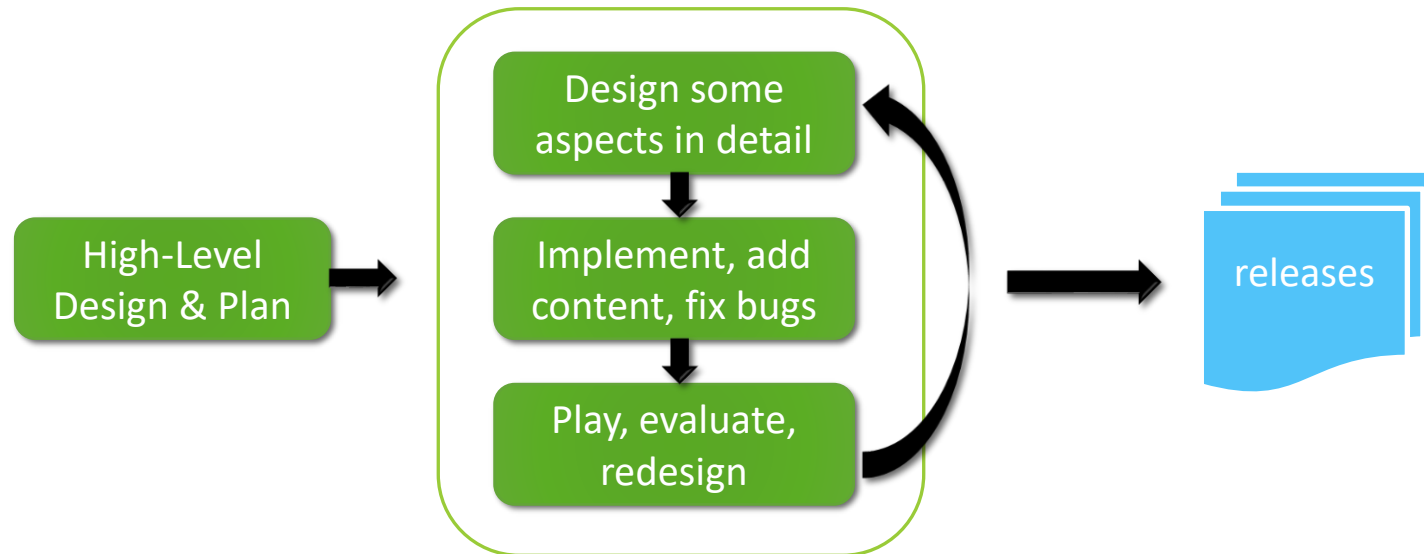 High-Level
Design & Plan
Design some
aspects in detail
Implement, add
content, fix bugs
Play, evaluate,
redesign
releases